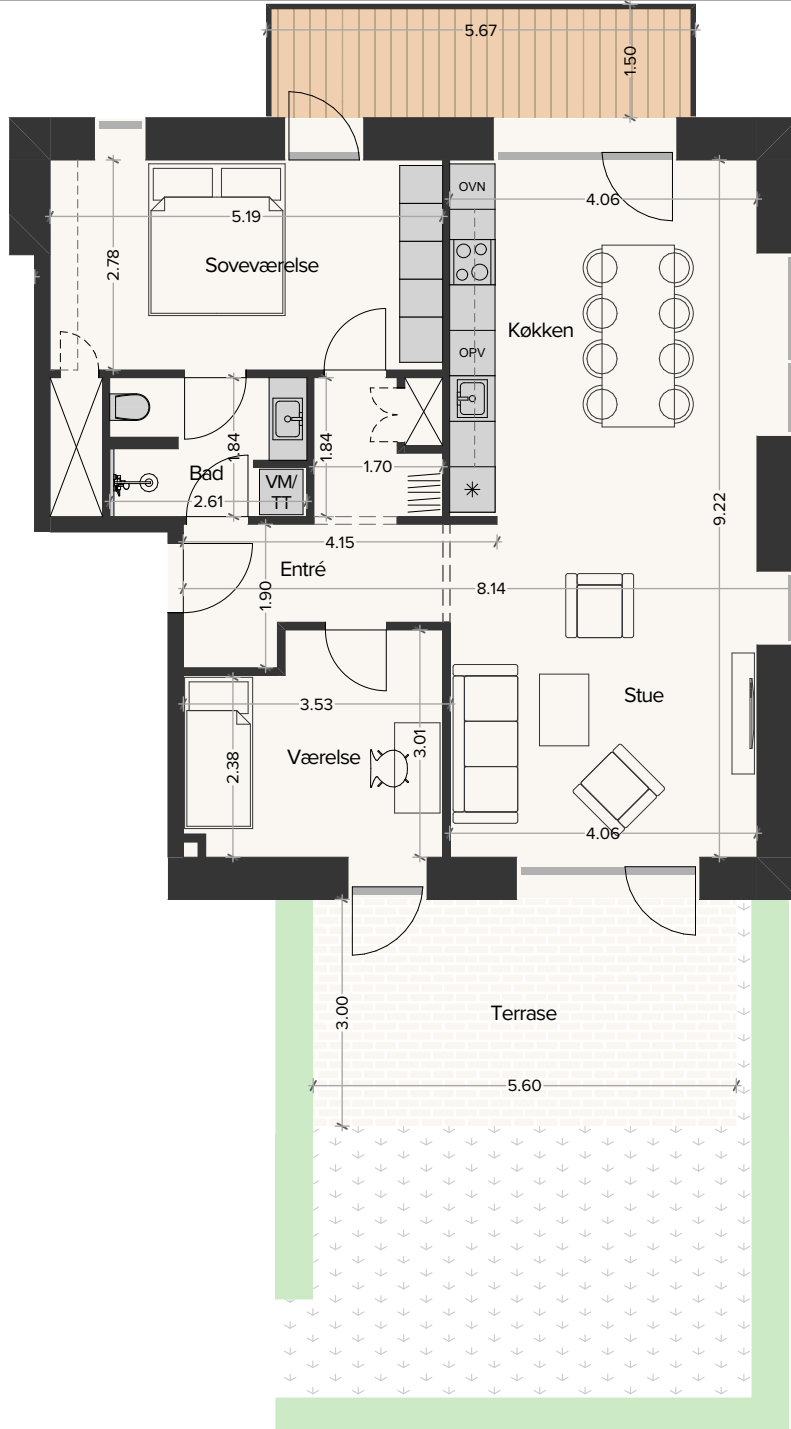 5.67
1.50
OVN
4.06
5.19
2.78
Soveværelse
Køkken
OPV
1.84
1.84
1.70
Bad
VM/
TT
2.61
9.22
4.15
Entré
8.14
1.90
Stue
3.53
3.01
Værelse
2.38
4.06
Terrase
3.00
5.60